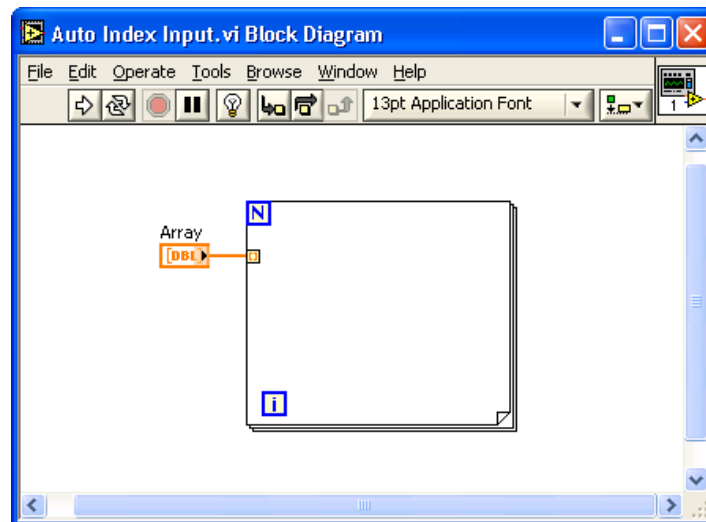 Auto Index Input.vi Block Diagram
File Edit Operate Tools Browse Window Help
13pt Application Font
1
N
Array
[DBL]
i